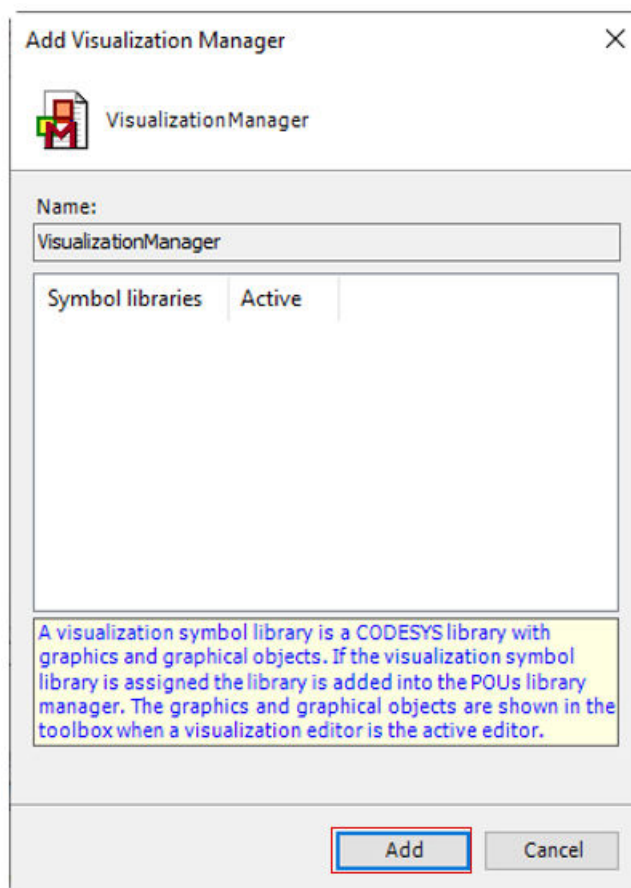 Add Visualization Manager
VisualizationManager
Name:
VisualizationManager
Symbol libraries Active
A visualization symbol library is a CODESYS library with
graphics and graphical objects. If the visualization symbol
library is assigned the library is added into the POUs library
manager. The graphics and graphical objects are shown in the
toolbox when a visualization editor is the active editor.
Add Cancel